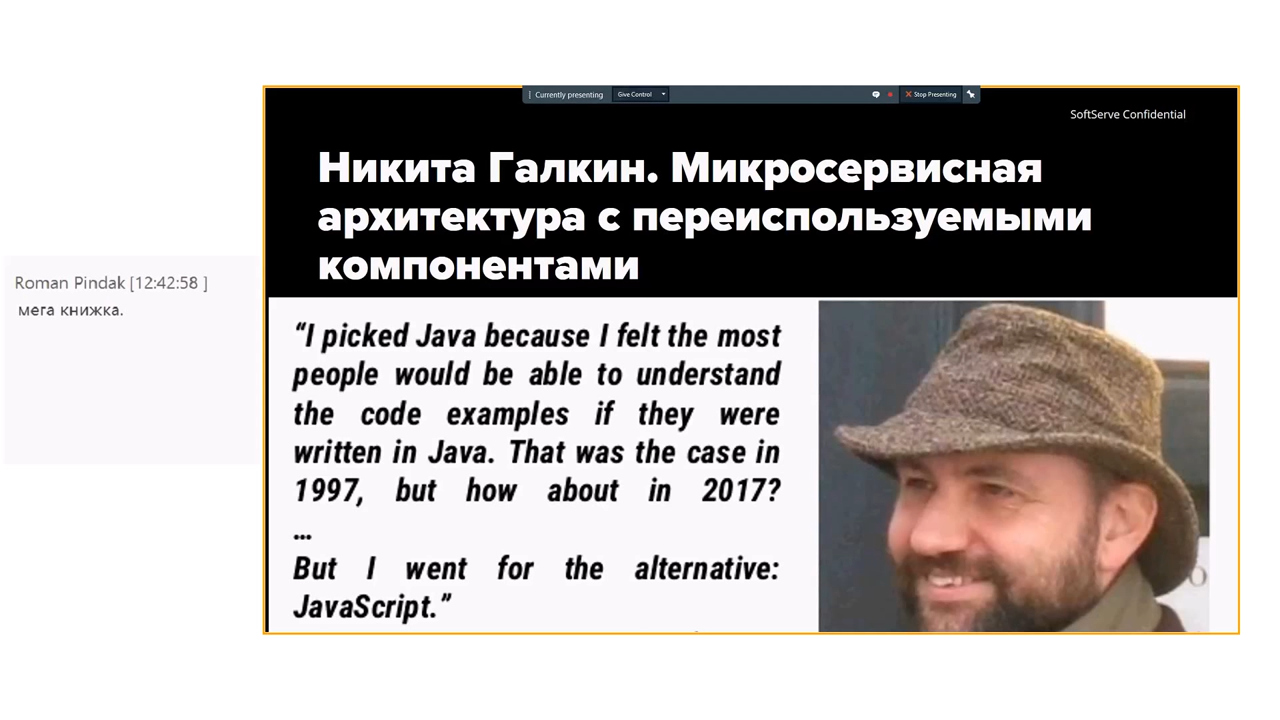 Currently presenting
Give Control
Stop Presenting
SoftServe Confidential
Никита Галкин. Микросервисная
архитектура с переиспользуемыми
компонентами
Roman Pindak [12:42:58 ]
мега книжка.
“I picked Java because I felt the most
people would be able to understand
the code examples if they were
written in Java. That was the case in
1997, but how about in 2017?
...
But I went for the alternative:
JavaScript.”
O